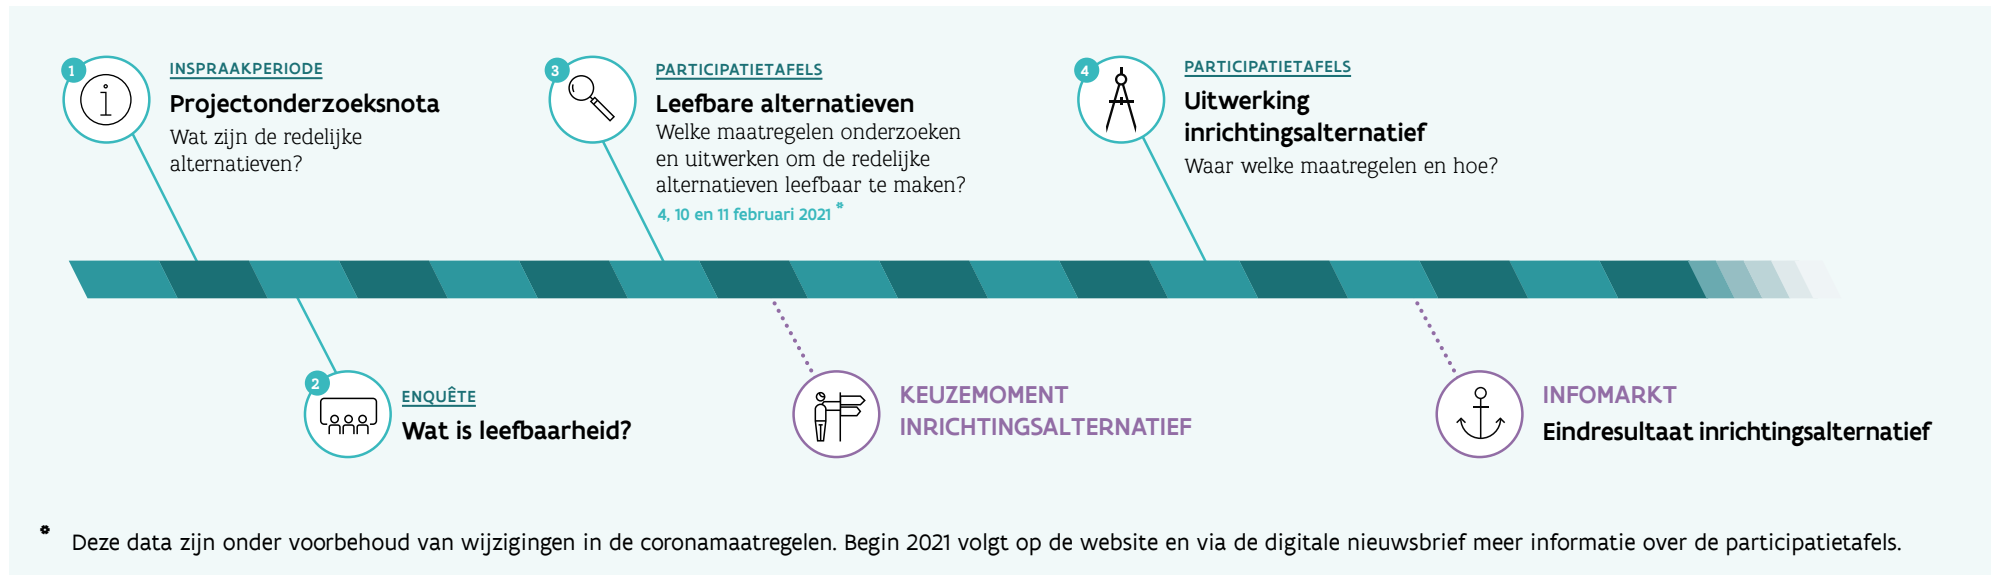 1
INSPRAAKPERIODE
Projectonderzoeksnota
Wat zijn de redelijke
alternatieven?
3
PARTICIPATIETAFELS
Leefbare alternatieven
Welke maatregelen onderzoeken
en uitwerken om de redelijke
alternatieven leefbaar te maken?
4, 10 en 11 februari 2021 *
4
PARTICIPATIETAFELS
Uitwerking
inrichtingsalternatief
Waar welke maatregelen en hoe?
2
ENQUÊTE
Wat is leefbaarheid?
KEUZEMOMENT
INRICHTINGSALTERNATIEF
INFOMARKT
Eindresultaat inrichtingsalternatief
* Deze data zijn onder voorbehoud van wijzigingen in de coronamaatregelen. Begin 2021 volgt op de website en via de digitale nieuwsbrief meer informatie over de participatietafels.